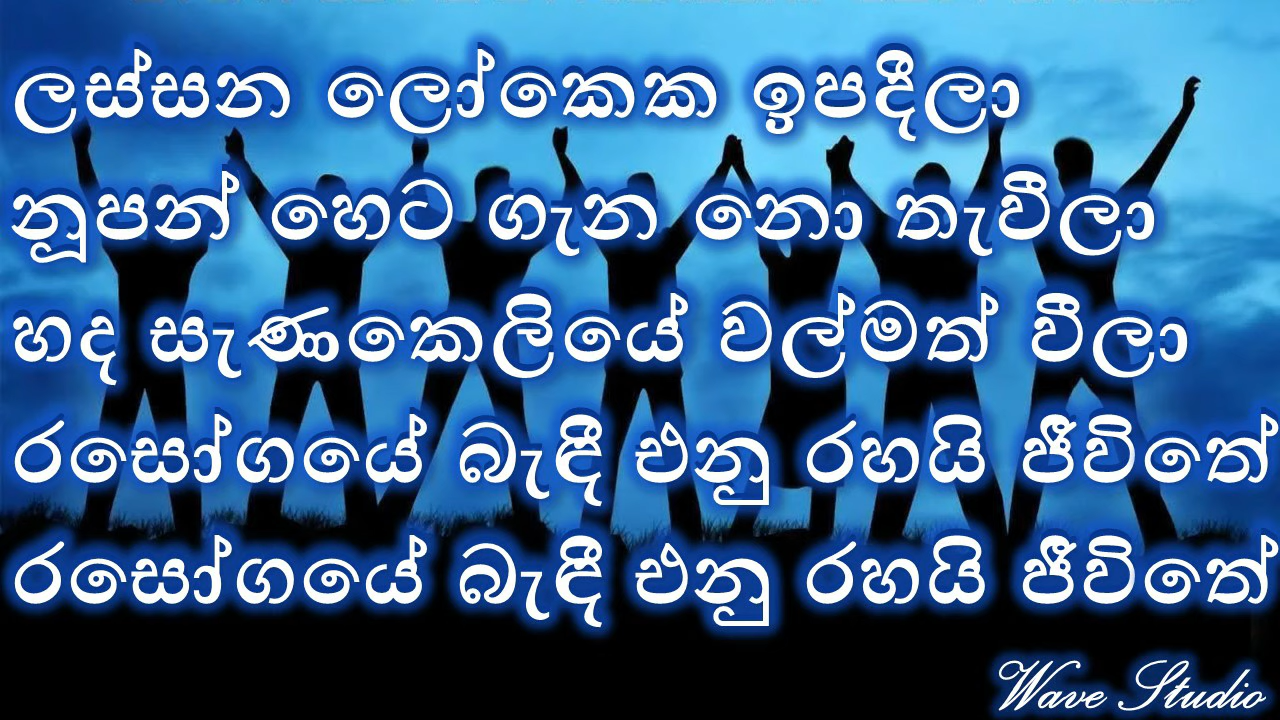 ලස්සන ලෝකෙක ඉපදීලා
නූපන් හෙට ගැන නො තැවීලා
හද සැණකෙලියේ වල්මත් වීලා
රසෝගයේ බැඳී එනු රහයි ජීවිතේ
රසෝගයේ බැඳී එනු රහයි ජීවිතේ
Wave Studio